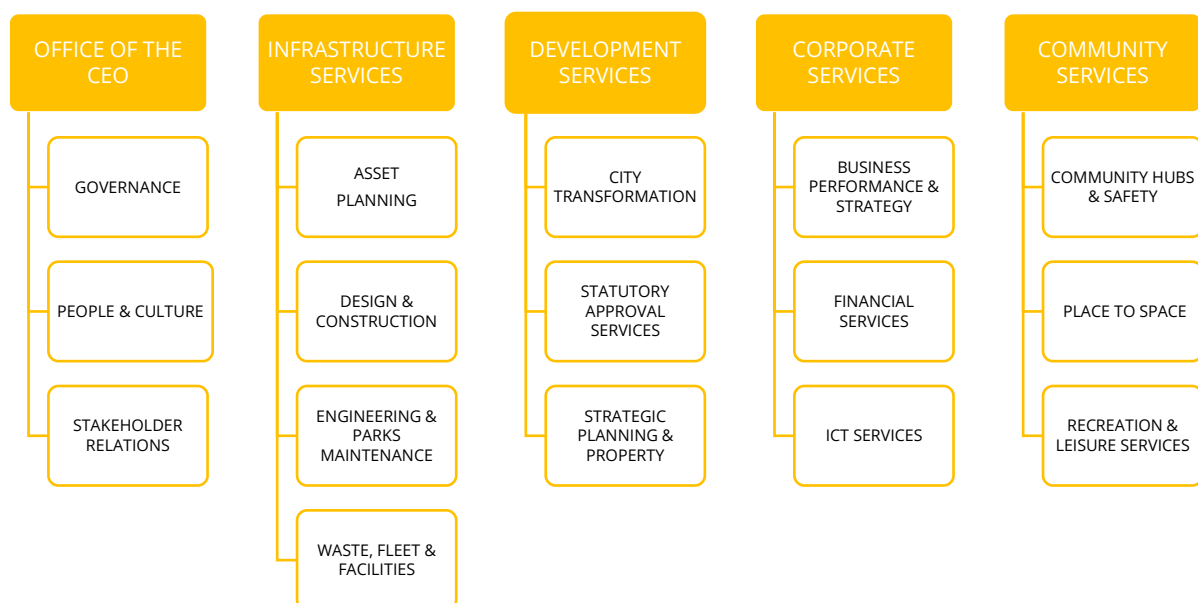 OFFICE OF THE
CEO
GOVERNANCE
PEOPLE & CULTURE
STAKEHOLDER
RELATIONS
INFRASTRUCTURE
SERVICES
ASSET
PLANNING
DESIGN &
CONSTRUCTION
ENGINEERING &
PARKS
MAINTENANCE
WASTE, FLEET &
FACILITIES
DEVELOPMENT
SERVICES
CITY
TRANSFORMATION
STATUTORY
APPROVAL
SERVICES
STRATEGIC
PLANNING &
PROPERTY
CORPORATE
SERVICES
BUSINESS
PERFORMANCE &
STRATEGY
FINANCIAL
SERVICES
ICT SERVICES
COMMUNITY
SERVICES
COMMUNITY HUBS
& SAFETY
PLACE TO SPACE
RECREATION &
LEISURE SERVICES